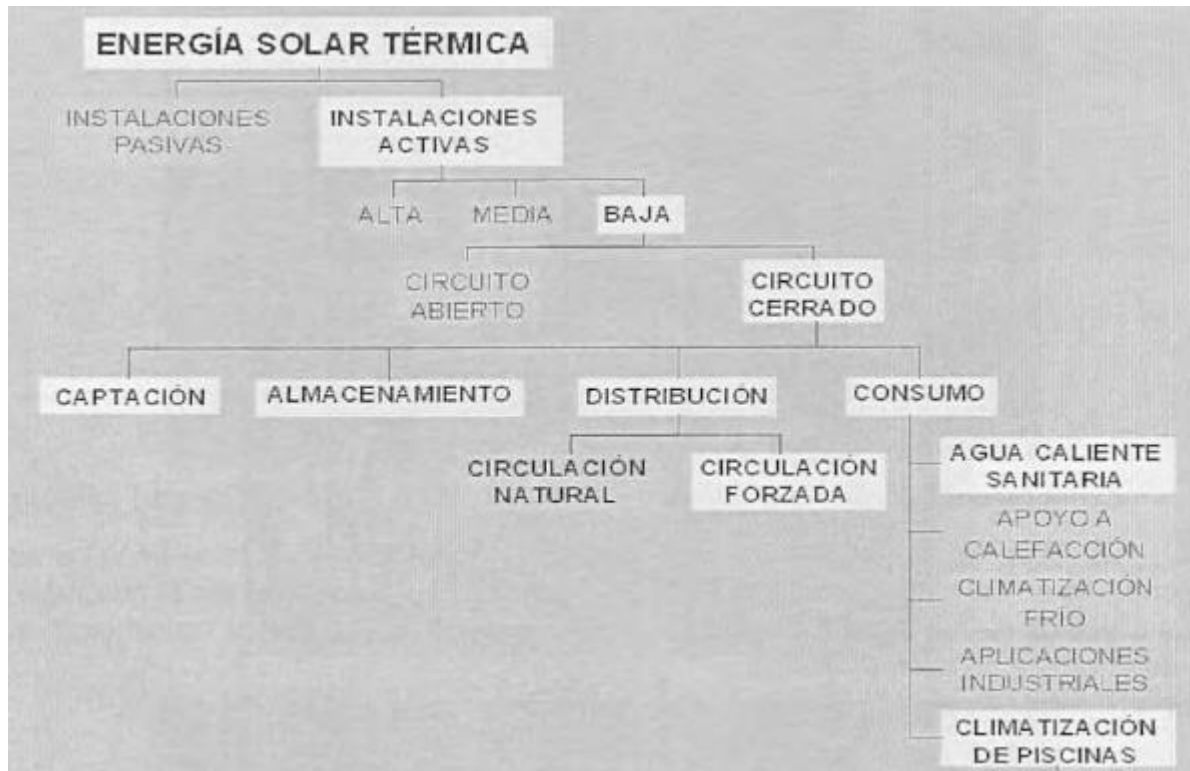 ENERGÍA SOLAR TÉRMICA
INSTALACIONES
PASIVAS
INSTALACIONES
ACTIVAS
ALTA
MEDIA
BAJA
CIRCUITO
ABIERTO
CIRCUITO
CERRADO
CAPTACIÓN
ALMACENAMIENTO
DISTRIBUCIÓN
CONSUMO
CIRCULACIÓN
NATURAL
CIRCULACIÓN
FORZADA
AGUA CALIENTE
SANITARIA
APOYO A
CALEFACCIÓN
CLIMATIZACIÓN
FRÍO
APLICACIONES
INDUSTRIALES
CLIMATIZACIÓN
DE PISCINAS